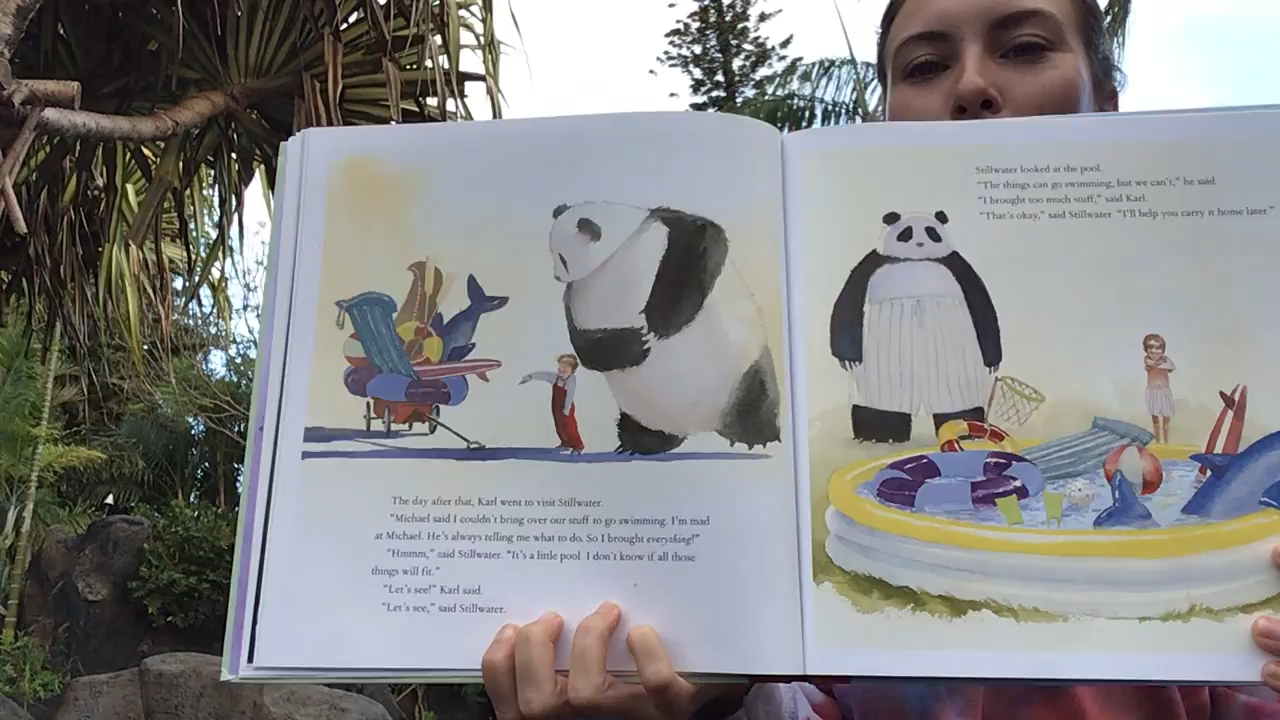 The day after that, Karl went to visit Stillwater.
"Michael said I couldn't bring over our stuff to go swimming. I'm mad
at Michael. He's always telling me what to do. So I brought everything!"
"Hmmm," said Stillwater. "It's a little pool. I don't know if all those
things will fit."
"Let's see!" Karl said.
"Let's see," said Stillwater.
Stillwater looked at the pool.
"The things can go swimming, but we can't," he said.
"I brought too much stuff," said Karl.
"That's okay," said Stillwater. "I'll help you carry it home later."